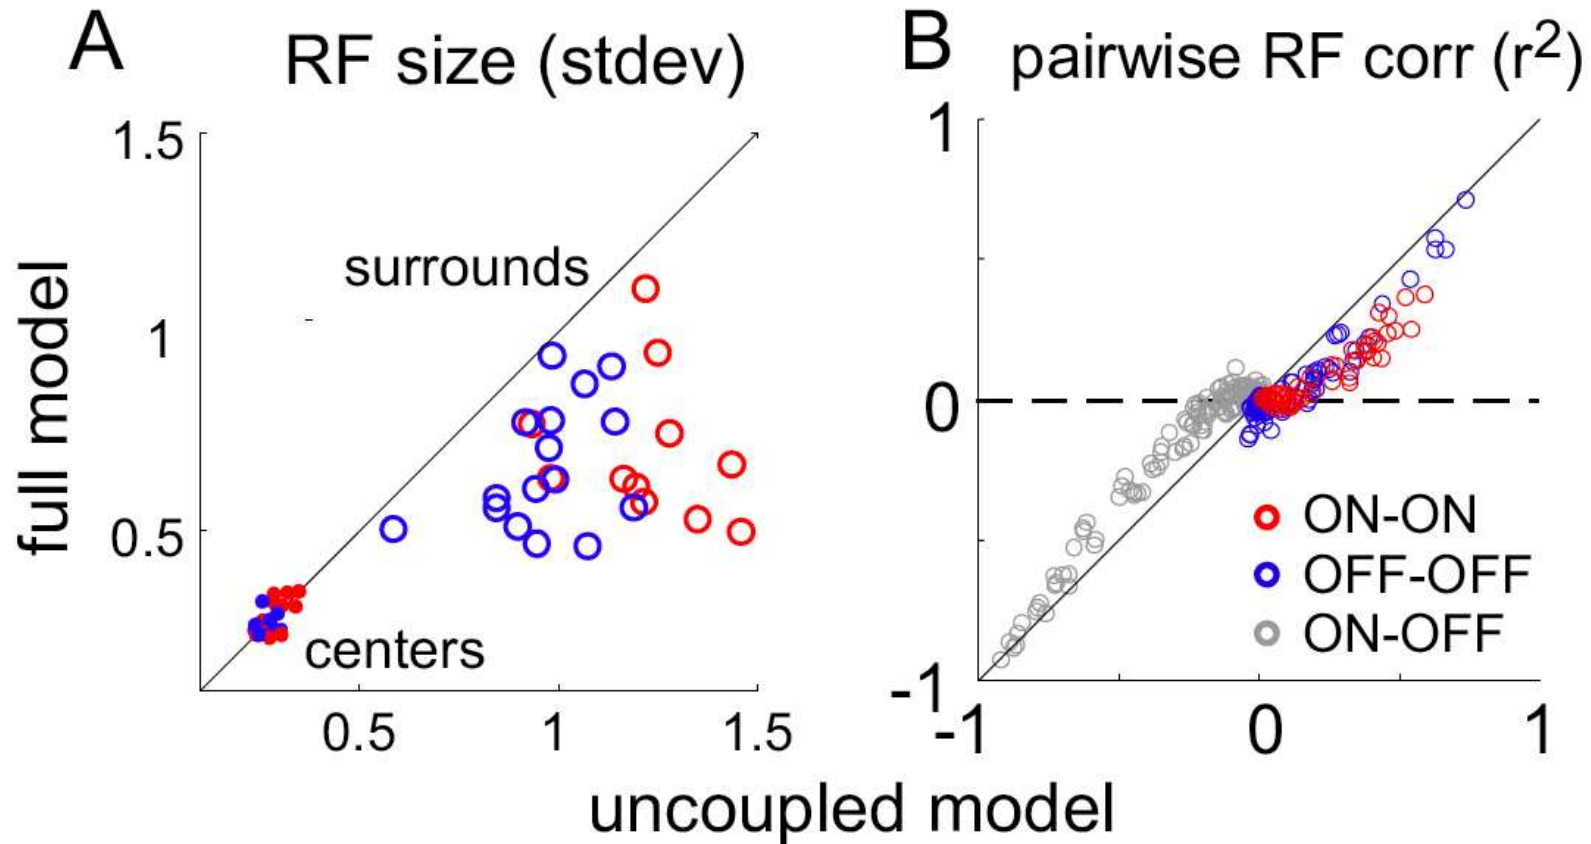 A
RF size (stdev)
1.5
1
0.5
surrounds
centers
full model
0.5
1
1.5
B
pairwise RF corr (r²)
1
0
-1
ON-ON
OFF-OFF
ON-OFF
-1
0
1
uncoupled model